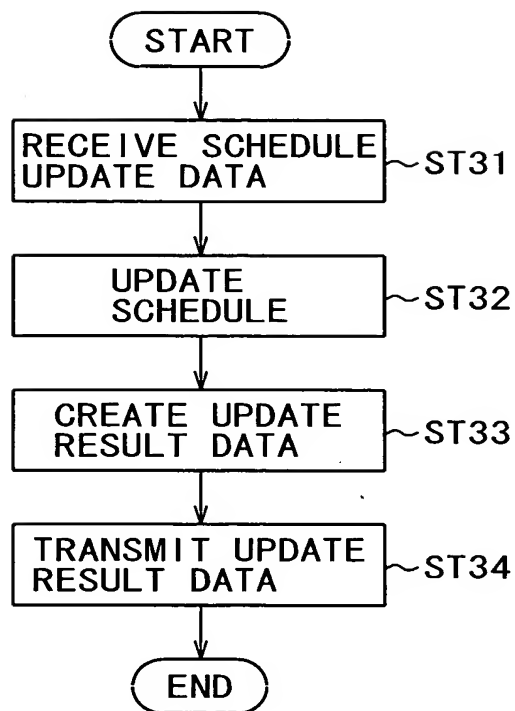 START
RECEIVE SCHEDULE
UPDATE DATA
ST31
UPDATE
SCHEDULE
ST32
CREATE UPDATE
RESULT DATA
ST33
TRANSMIT UPDATE
RESULT DATA
ST34
END